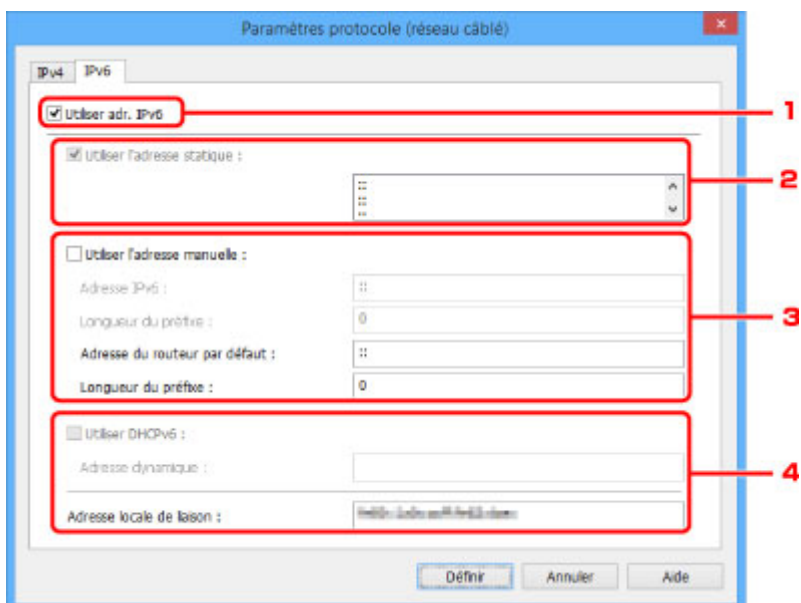 Paramètres protocole (réseau câblé)
IPv4 IPv6
Utiliser adr. IPv6 1
Utiliser l'adresse statique : 2
::
::
::
Utiliser l'adresse manuelle : 3
Adresse IPv6 : ::
Longueur du préfixe : 0
Adresse du routeur par défaut : ::
Longueur du préfixe : 0
Utiliser DHCPv6 : 4
Adresse dynamique :
Adresse locale de liaison :
Définir Annuler Aide